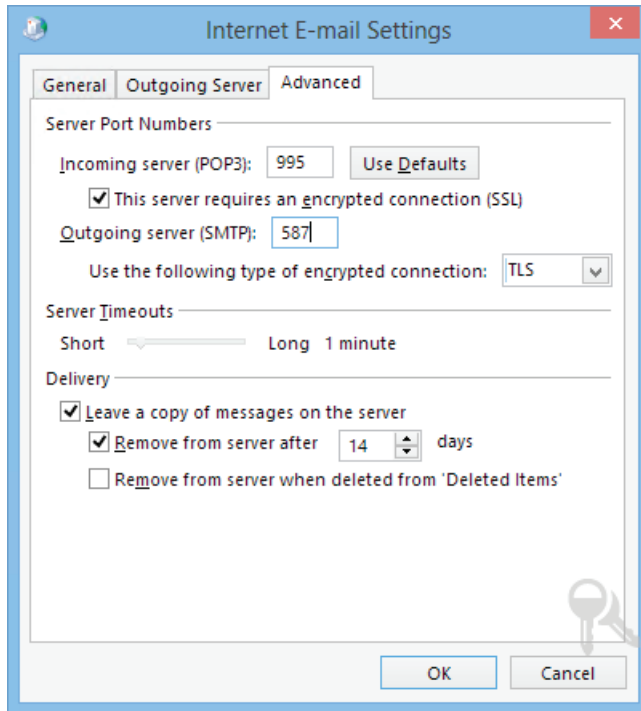 Internet E-mail Settings
General Outgoing Server Advanced
Server Port Numbers
Incoming server (POP3): 995 Use Defaults
This server requires an encrypted connection (SSL)
Outgoing server (SMTP): 587
Use the following type of encrypted connection: TLS
Server Timeouts
Short Long 1 minute
Delivery
Leave a copy of messages on the server
Remove from server after 14 days
Remove from server when deleted from 'Deleted Items'
OK Cancel